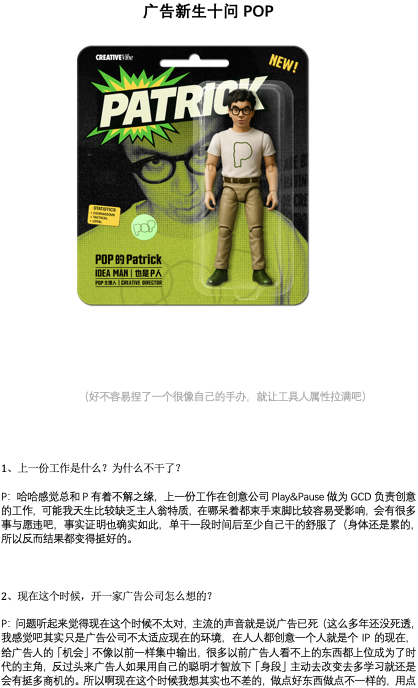 广告新生十问 POP
CREATIVEVibe
NEW!
PATRICK
STATISTICS
POP
POP 的 Patrick
IDEA MAN | 也是P人
POP 主理人 | CREATIVE DIRECTOR
（好不容易捏了一个很像自己的手办，就让工具人属性拉满吧）
1、上一份工作是什么？为什么不干了？
P：哈哈感觉总和 P 有着不解之缘，上一份工作在创意公司 Play&Pause 做为 GCD 负责创意
的工作，可能我天生比较缺乏主人翁特质，在哪呆着都束手束脚比较容易受影响，会有很多
事与愿违吧，事实证明也确实如此，单干一段时间后至少自己干的舒服了（身体还是累的，
所以反而结果都变得挺好的。
2、现在这个时候，开一家广告公司怎么想的？
P：问题听起来觉得现在这个时候不太对，主流的声音就是说广告已死（这么多年还没死透，
我感觉吧其实只是广告公司不太适应现在的环境，在人人都创意一个人就是个 IP 的现在，
给广告人的「机会」不像以前一样集中输出，很多以前广告人看不上的东西都上位成为了时
代的主角，反过头来广告人如果用自己的聪明才智放下「身段」主动去改变去多学习就还是
会有挺多商机的。所以啊现在这个时候我想其实也不差的，做点好东西做点不一样的，用点